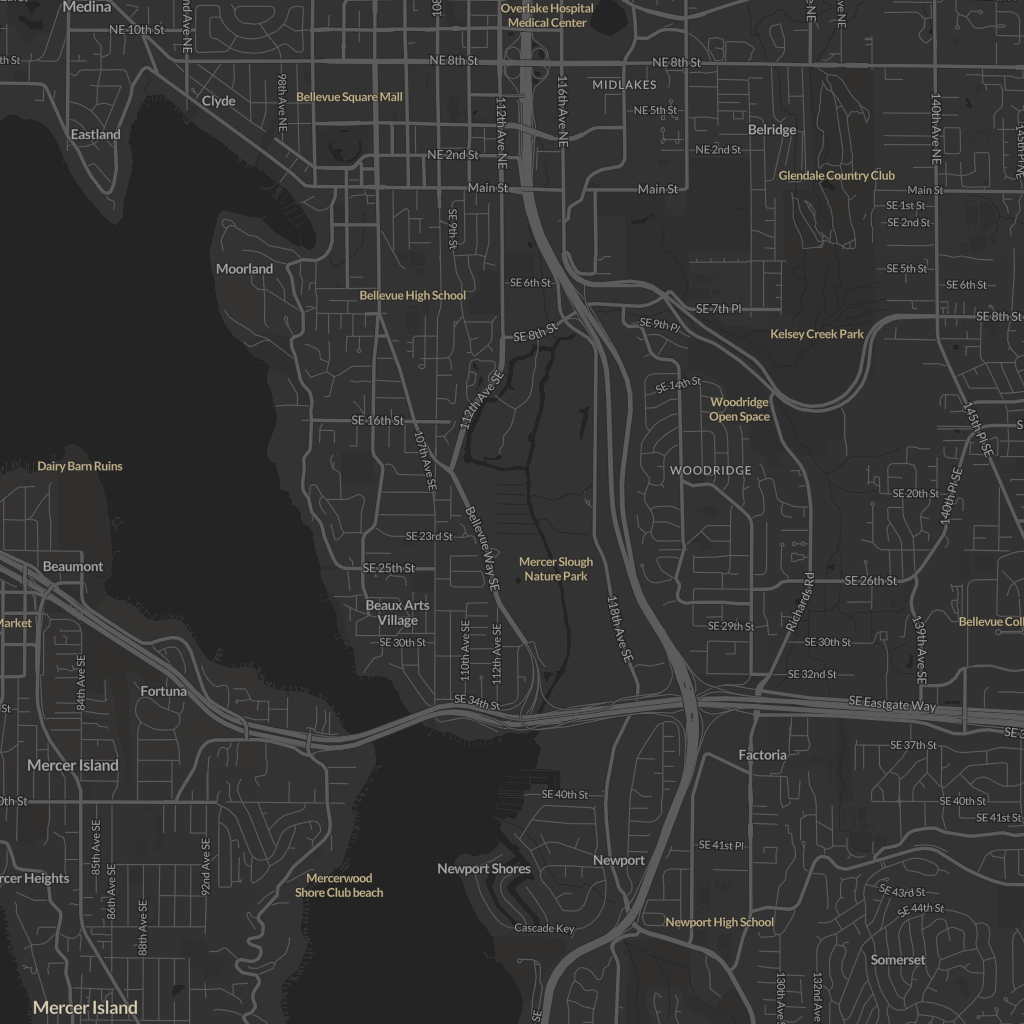 Medina
Overlake Hospital
Medical Center
NE 10th St
NE 8th St
NE 8th St
MIDLAKES
98th Ave NE
Clyde
Bellevue Square Mall
112th Ave NE
116th Ave NE
NE 5th St
140th Ave NE
Eastland
Belridge
NE 2nd St
NE 2nd St
Glendale Country Club
Main St
Main St
Main St
SE 1st St
SE 2nd St
SE 9th St
Moorland
SE 5th St
SE 6th St
SE 6th St
Bellevue High School
SE 7th Pl
SE 8th St
SE 8th St
SE 9th Pl
Kelsey Creek Park
112th Ave SE
SE 14th St
Woodridge
Open Space
SE 16th St
145th Pl SE
107th Ave SE
Dairy Barn Ruins
WOODRIDGE
140th Pl SE
SE 20th St
Bellevue Way SE
SE 23rd St
Beaumont
SE 25th St
Mercer Slough
Nature Park
SE 26th St
Beaux Arts
Village
118th Ave SE
Richards Rd
Market
SE 29th St
139th Ave SE
Bellevue Coll
SE 30th St
110th Ave SE
112th Ave SE
SE 30th St
84th Ave SE
SE 32nd St
Fortuna
SE 34th St
SE Eastgate Way
SE 37th St
Factoria
Mercer Island
SE 40th St
SE 40th St
SE 41st St
85th Ave SE
92nd Ave SE
SE 41st Pl
Newport Shores
Newport
rcer Heights
Mercerwood
Shore Club beach
86th Ave SE
88th Ave SE
SE 43rd St
SE 44th St
Cascade Key
Newport High School
Somerset
130th Ave S
132nd Ave
Mercer Island
SE